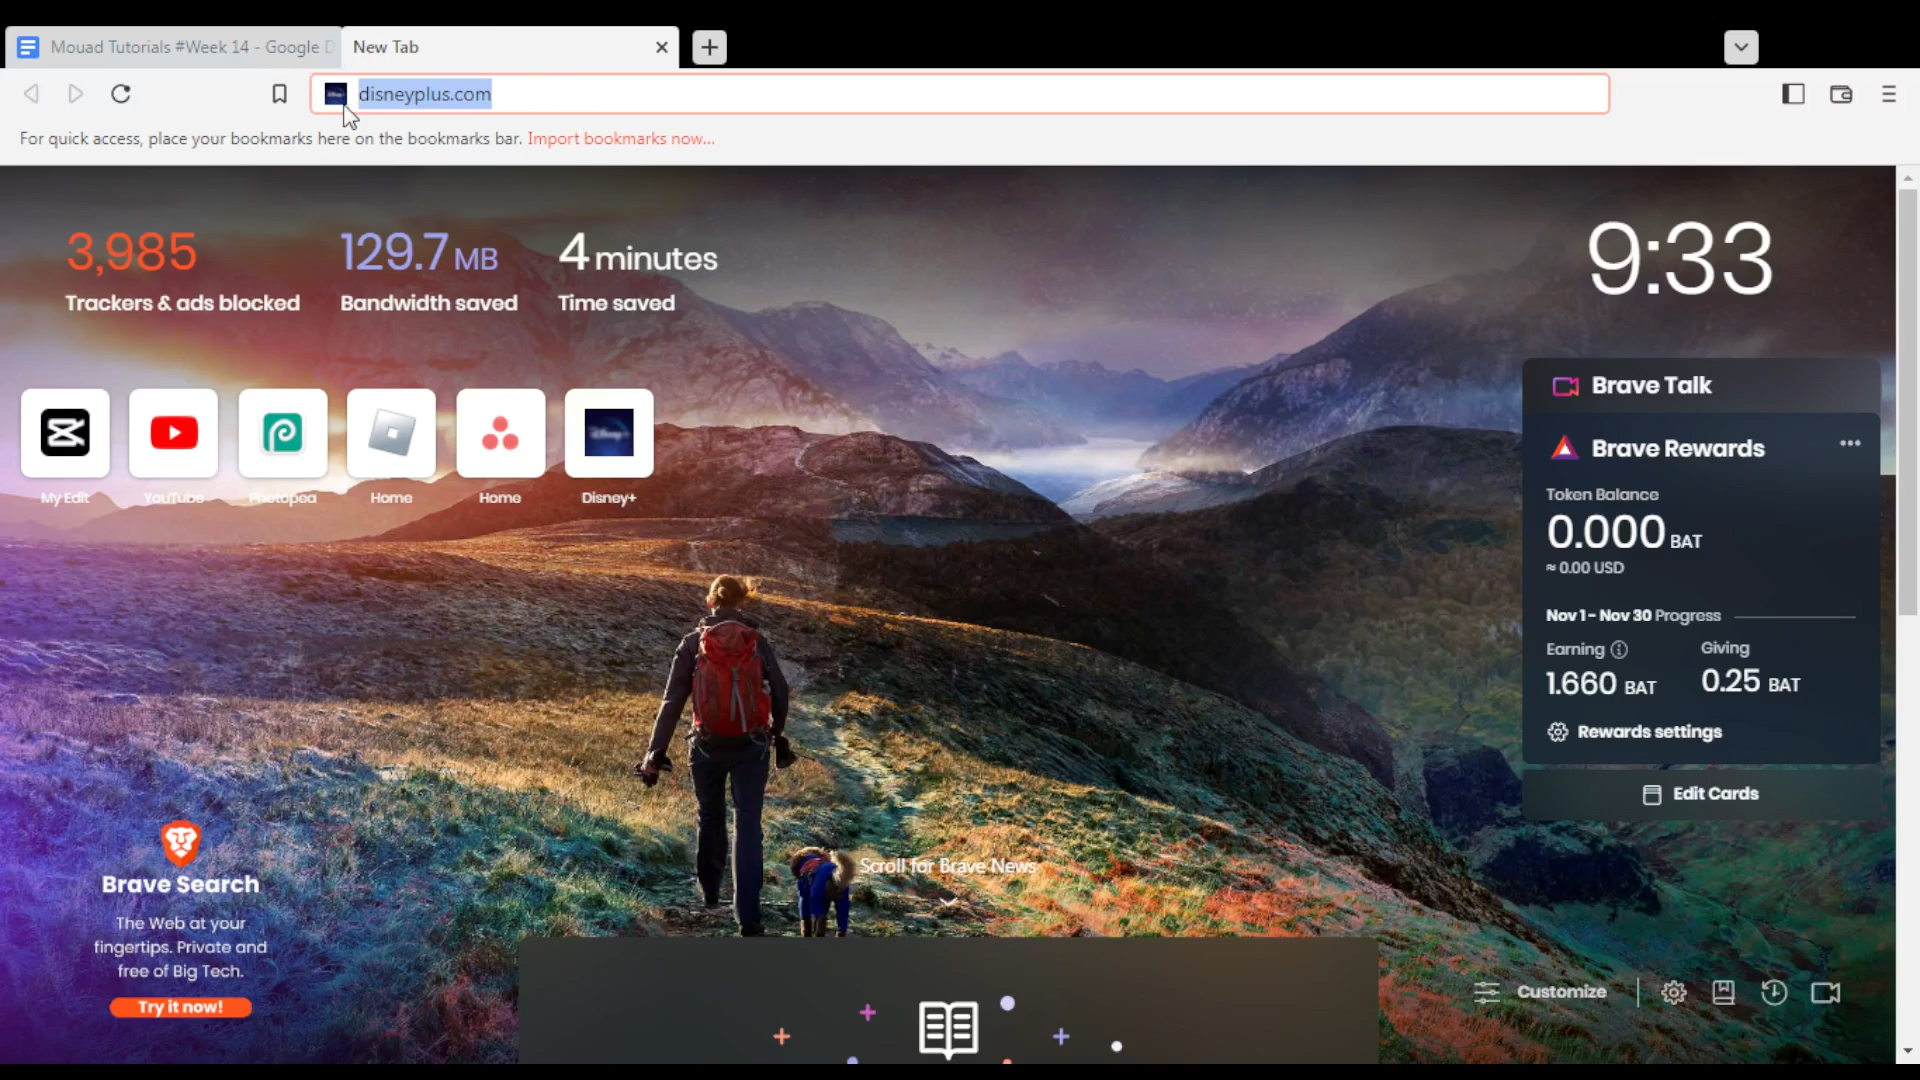 Mouad Tutorials #Week 14 - Google D
New Tab
disneyplus.com
For quick access, place your bookmarks here on the bookmarks bar. Import bookmarks now...
3,985
Trackers & ads blocked
129.7 MB
Bandwidth saved
4 minutes
Time saved
9:33
My Edit
YouTube
Photopea
Home
Home
Disney+
Brave Talk
Brave Rewards
Token Balance
0.000 BAT
≈ 0.00 USD
Nov 1 - Nov 30 Progress
Earning
1.660 BAT
Giving
0.25 BAT
Rewards settings
Edit Cards
Scroll for Brave News
Brave Search
The Web at your
fingertips. Private and
free of Big Tech.
Try it now!
Customize